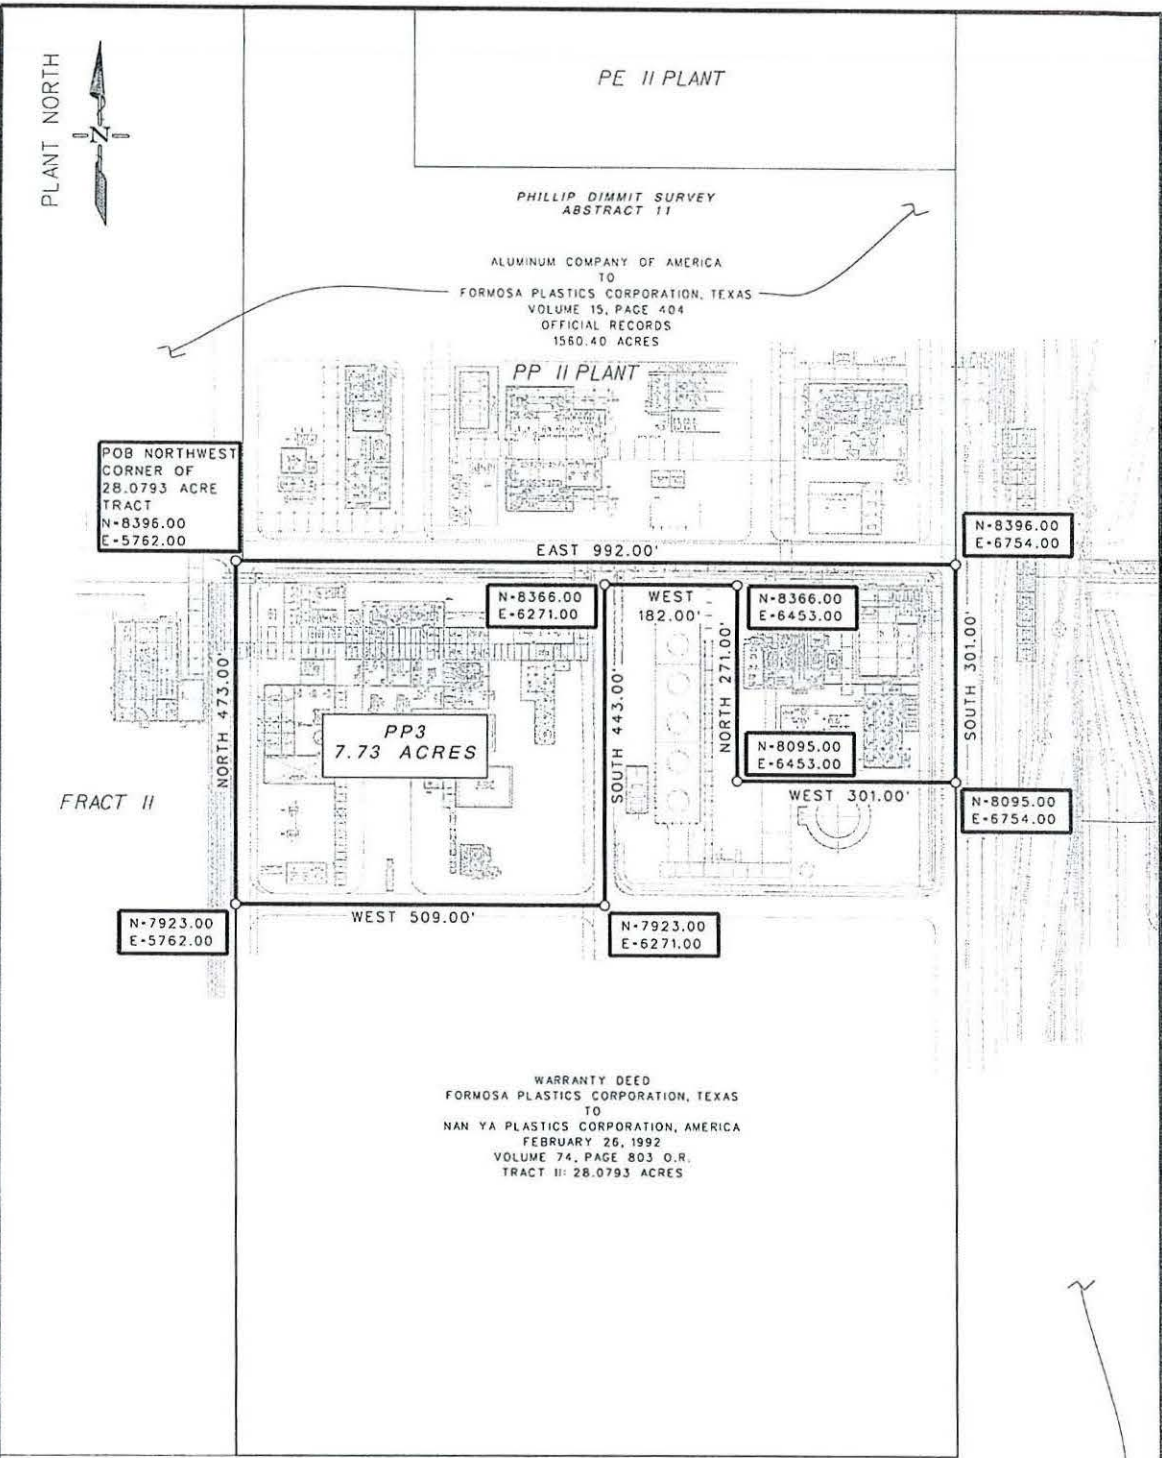 PLANT NORTH
N
PE II PLANT
PHILLIP DIMMIT SURVEY
ABSTRACT 11
ALUMINUM COMPANY OF AMERICA
TO
FORMOSA PLASTICS CORPORATION, TEXAS
VOLUME 15, PAGE 404
OFFICIAL RECORDS
1560.40 ACRES
PP II PLANT
POB NORTHWEST
CORNER OF
28.0793 ACRE
TRACT
N=8396.00
E=5762.00
EAST 992.00'
N=8396.00
E=6754.00
N=8366.00
E=6271.00
WEST
182.00'
N=8366.00
E=6453.00
NORTH 473.00'
SOUTH 443.00'
NORTH 271.00'
SOUTH 301.00'
PP3
7.73 ACRES
N=8095.00
E=6453.00
WEST 301.00'
N=8095.00
E=6754.00
FRACT II
WEST 509.00'
N=7923.00
E=5762.00
N=7923.00
E=6271.00
WARRANTY DEED
FORMOSA PLASTICS CORPORATION, TEXAS
TO
NAN YA PLASTICS CORPORATION, AMERICA
FEBRUARY 26, 1992
VOLUME 74, PAGE 803 O.R.
TRACT II: 28.0793 ACRES